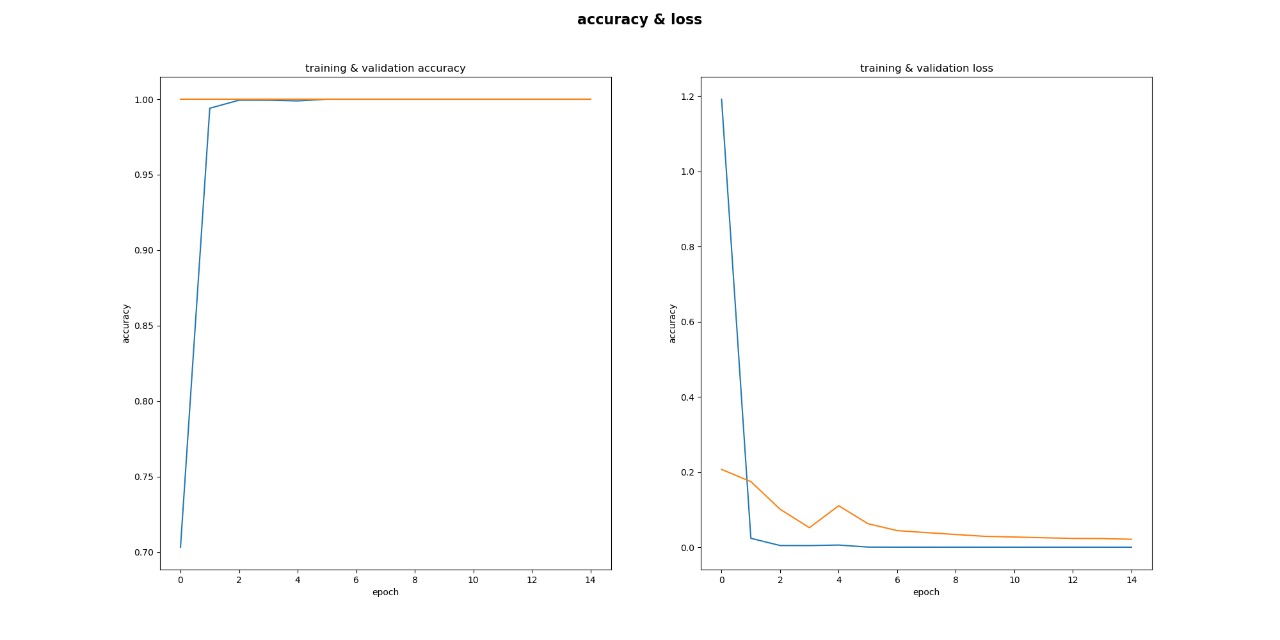 accuracy & loss
training & validation accuracy
1.00
0.95
0.90
0.85
0.80
0.75
0.70
accuracy
0 2 4 6 8 10 12 14
epoch
training & validation loss
1.2
1.0
0.8
0.6
0.4
0.2
0.0
accuracy
0 2 4 6 8 10 12 14
epoch